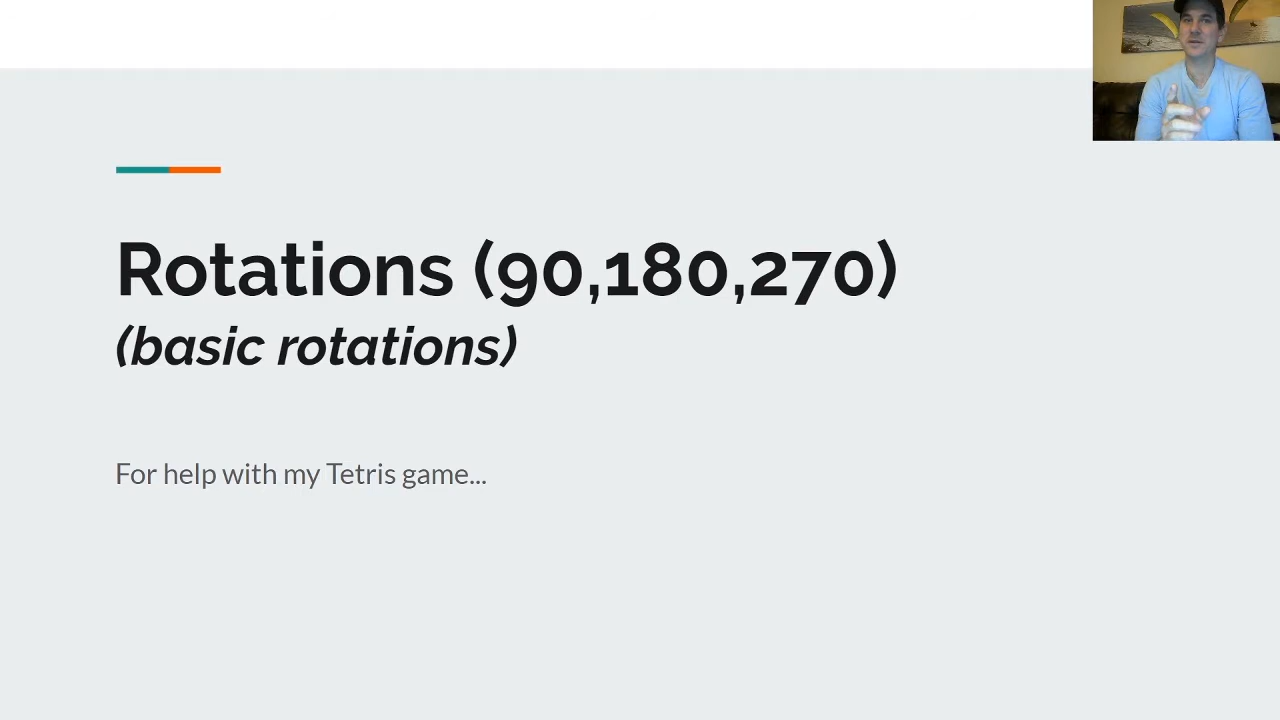 Rotations (90,180,270)
(basic rotations)
For help with my Tetris game...